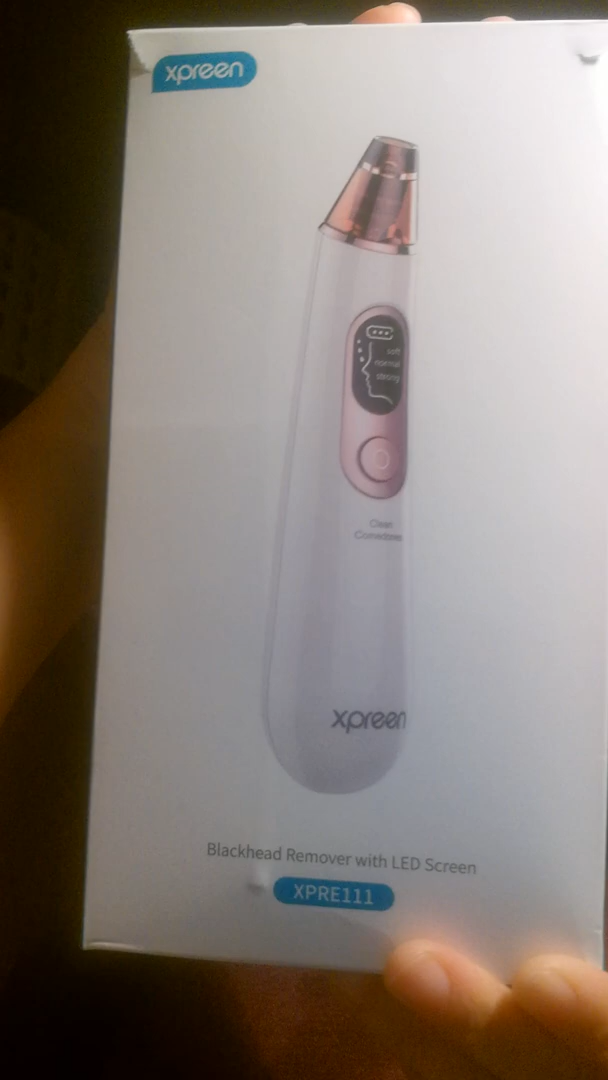 xpreen
soft
normal
strong
Clean
Comedones
xpreen
Blackhead Remover with LED Screen
XPRE111